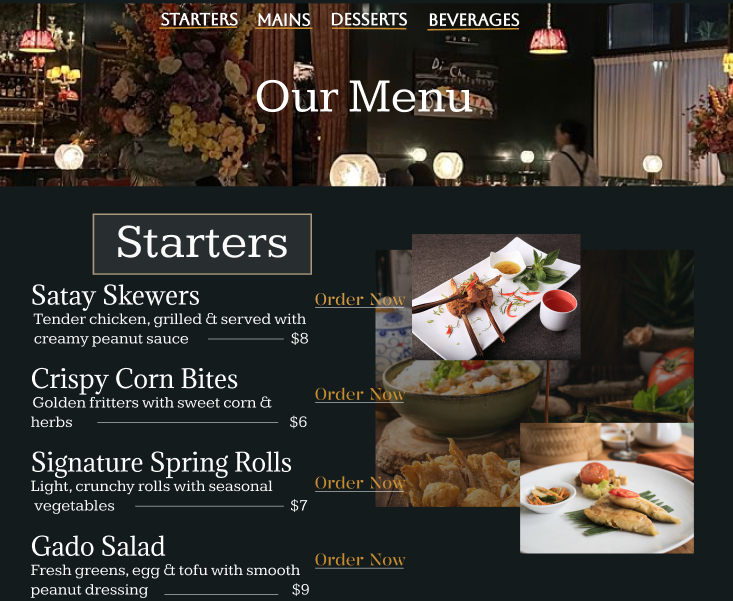 STARTERS MAINS DESSERTS BEVERAGES
Our Menu
Starters
Satay Skewers
Order Now
Tender chicken, grilled & served with
creamy peanut sauce $8
Crispy Corn Bites
Order Now
Golden fritters with sweet corn &
herbs $6
Signature Spring Rolls
Order Now
Light, crunchy rolls with seasonal
vegetables $7
Gado Salad
Order Now
Fresh greens, egg & tofu with smooth
peanut dressing $9